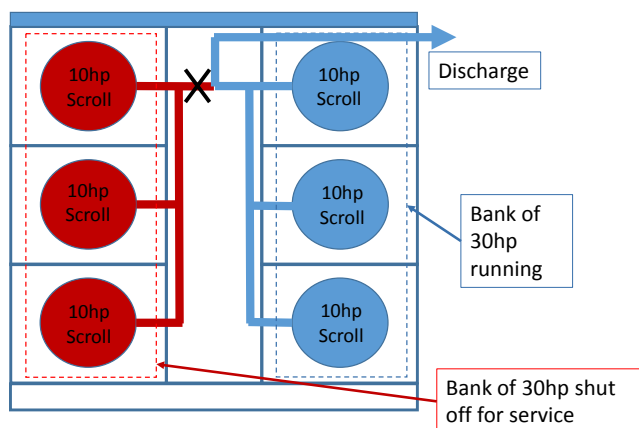 10hp
Scroll
10hp
Scroll
Discharge
10hp
Scroll
10hp
Scroll
Bank of
30hp
running
10hp
Scroll
10hp
Scroll
Bank of 30hp shut
off for service